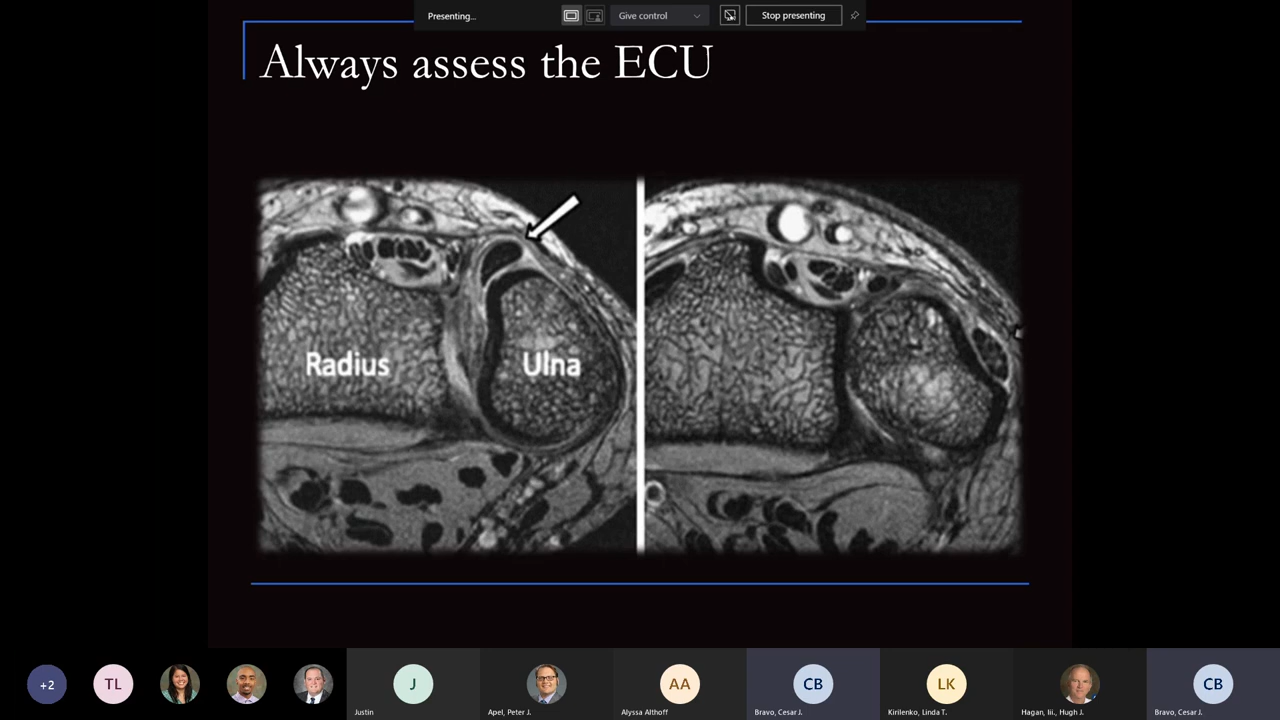 Presenting...
Give control
Stop presenting
Always assess the ECU
Radius
Ulna
+2
TL
J
AA
CB
LK
CB
Justin
Apel, Peter J.
Alyssa Althoff
Bravo, Cesar J.
Kirilenko, Linda T.
Hagan, Iii., Hugh J.
Bravo, Cesar J.